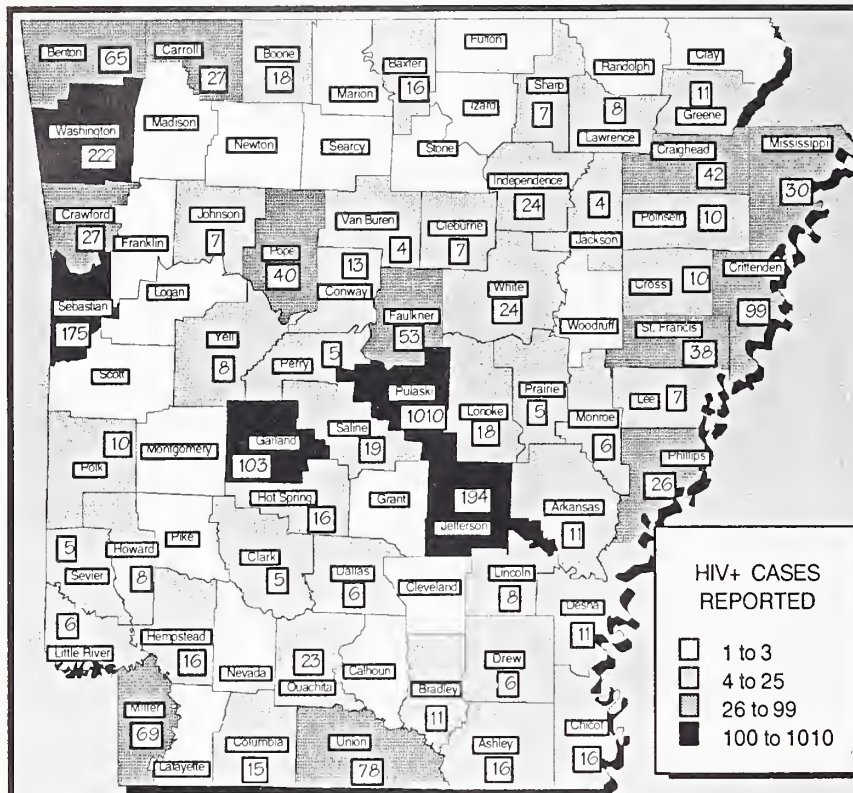 Benton
65
Carroll
27
Boone
18
Marion
Baxter
16
Fulton
Izard
Sharp
7
Randolph
8
Lawrence
Clay
11
Greene
Washington
222
Madison
Newton
Searcy
Stone
Independence
24
4
Jackson
Craighead
42
Mississippi
30
Poinsett
10
Crawford
27
Franklin
Johnson
7
Pope
40
Van Buren
4
Cleburne
7
13
Conway
Faulkner
53
White
24
Woodruff
Cross
10
Crittenden
99
St. Francis
38
Sebastian
175
Logan
Scott
Yell
8
Perry
5
Pulaski
1010
Lonoke
18
Prairie
5
Monroe
6
Lee
7
Phillips
26
Polk
10
Montgomery
Garland
103
Saline
19
Hot Spring
16
Grant
194
Jefferson
Arkansas
11
5
Sevier
Howard
8
Pike
Clark
5
Dallas
6
Cleveland
Lincoln
8
Desha
11
6
Little River
Hempstead
16
Nevada
23
Ouachita
Calhoun
Bradley
11
Drew
6
Miller
69
Lafayette
Columbia
15
Union
78
Ashley
16
Chicot
16
HIV+ CASES
REPORTED
1 to 3
4 to 25
26 to 99
100 to 1010